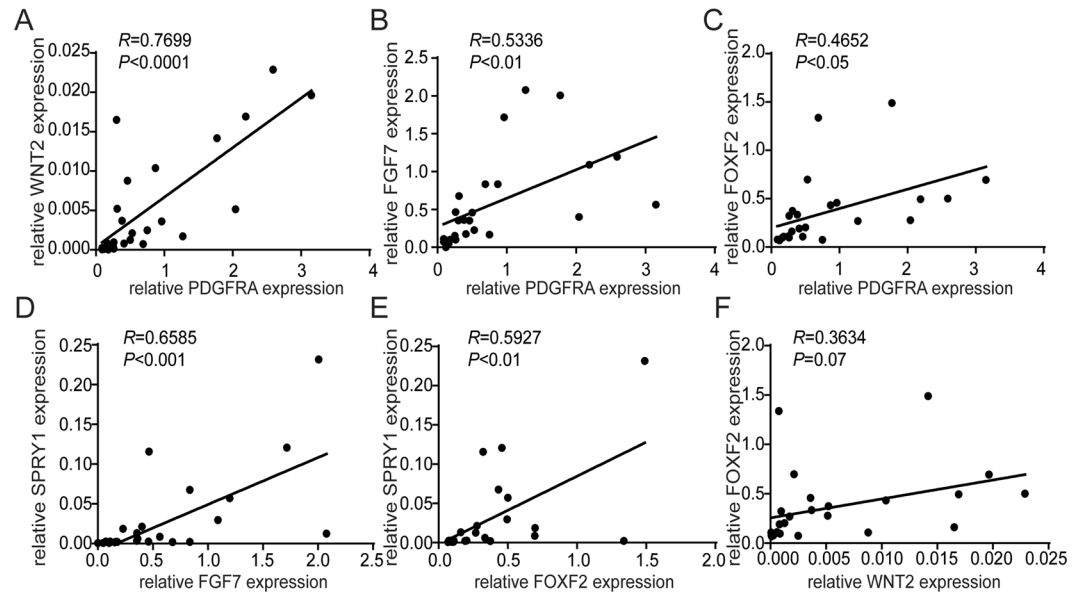 A
R=0.7699
P<0.0001
relative WNT2 expression
0.025
0.020
0.015
0.010
0.005
0.000
0 1 2 3 4
relative PDGFRA expression
B
R=0.5336
P<0.01
relative FGF7 expression
2.5
2.0
1.5
1.0
0.5
0.0
0 1 2 3 4
relative PDGFRA expression
C
R=0.4652
P<0.05
relative FOXF2 expression
2.0
1.5
1.0
0.5
0.0
0 1 2 3 4
relative PDGFRA expression
D
R=0.6585
P<0.001
relative SPRY1 expression
0.25
0.20
0.15
0.10
0.05
0.00
0.0 0.5 1.0 1.5 2.0 2.5
relative FGF7 expression
E
R=0.5927
P<0.01
relative SPRY1 expression
0.25
0.20
0.15
0.10
0.05
0.00
0.0 0.5 1.0 1.5 2.0
relative FOXF2 expression
F
R=0.3634
P=0.07
relative FOXF2 expression
2.0
1.5
1.0
0.5
0.0
0.000 0.005 0.010 0.015 0.020 0.025
relative WNT2 expression